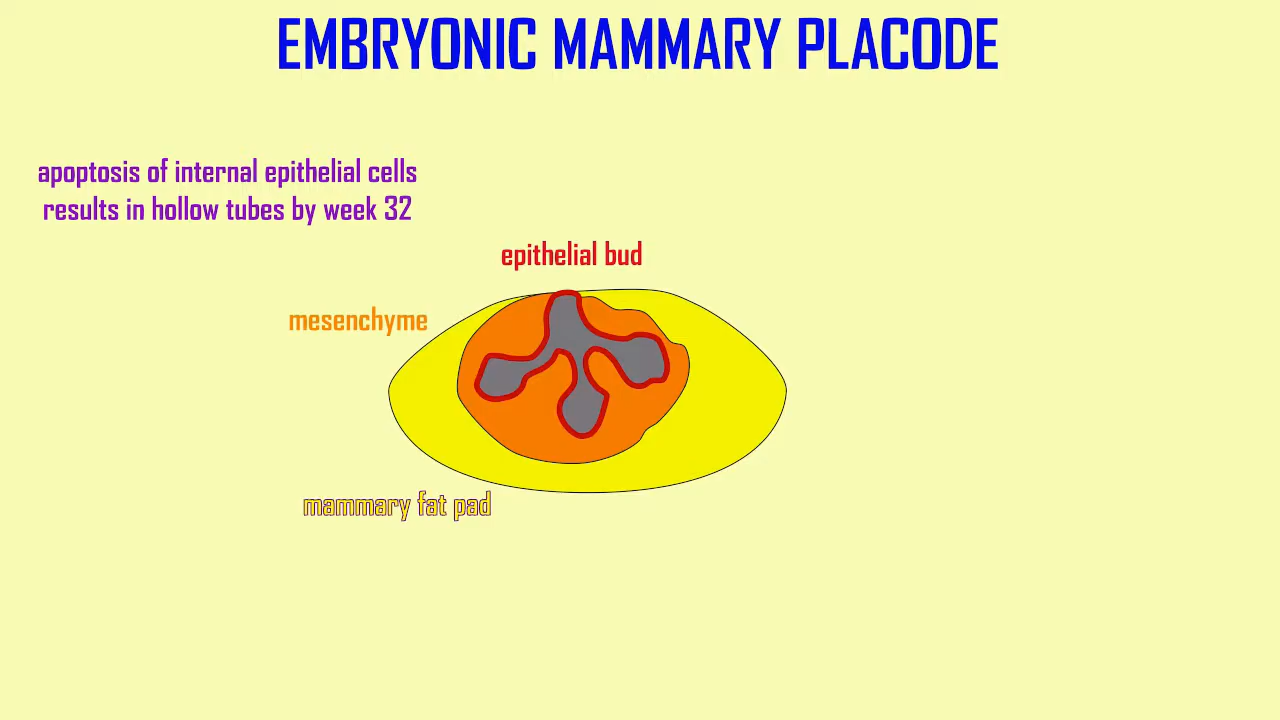 EMBRYONIC MAMMARY PLACODE
apoptosis of internal epithelial cells
results in hollow tubes by week 32
epithelial bud
mesenchyme
mammary fat pad